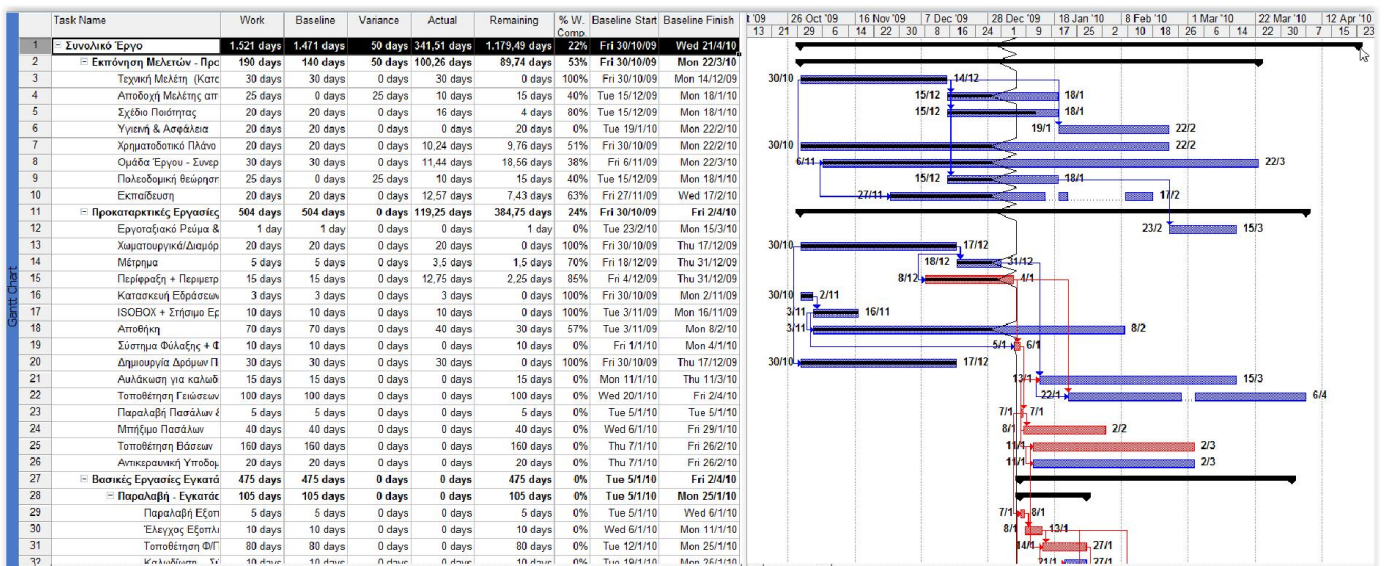 Task Name Work Baseline Variance Actual Remaining % W. Comp. Baseline Start Baseline Finish
1 Συνολικό Έργο 1.521 days 1.471 days 50 days 341,51 days 1.179,49 days 22% Fri 30/10/09 Wed 21/4/10
2 Εκπόνηση Μελετών - Προ 190 days 140 days 50 days 100,26 days 89,74 days 53% Fri 30/10/09 Mon 22/3/10
3 Τεχνική Μελέτη (Κατο 30 days 30 days 0 days 30 days 0 days 100% Fri 30/10/09 Mon 14/12/09
4 Αποδοχή Μελέτης απ 25 days 0 days 25 days 10 days 15 days 40% Tue 15/12/09 Mon 18/1/10
5 Σχέδιο Ποιότητας 20 days 20 days 0 days 16 days 4 days 80% Tue 15/12/09 Mon 18/1/10
6 Υγιεινή & Ασφάλεια 20 days 20 days 0 days 0 days 20 days 0% Tue 19/1/10 Mon 22/2/10
7 Χρηματοδοτικό Πλάνο 20 days 20 days 0 days 10,24 days 9,76 days 51% Fri 30/10/09 Mon 22/2/10
8 Ομάδα Έργου - Συνερ 30 days 30 days 0 days 11,44 days 18,56 days 38% Fri 6/11/09 Mon 22/3/10
9 Πολεοδομική θεώρηση 25 days 0 days 25 days 10 days 15 days 40% Tue 15/12/09 Mon 18/1/10
10 Εκπαίδευση 20 days 20 days 0 days 12,57 days 7,43 days 63% Fri 27/11/09 Wed 17/2/10
11 Προκαταρκτικές Εργασίες 504 days 504 days 0 days 119,25 days 384,75 days 24% Fri 30/10/09 Fri 2/4/10
12 Εργοταξιακό Ρεύμα & 1 day 1 day 0 days 0 days 1 day 0% Tue 23/2/10 Mon 15/3/10
13 Χωματουργικά/Διαμόρ 20 days 20 days 0 days 20 days 0 days 100% Fri 30/10/09 Thu 17/12/09
14 Μέτρημα 5 days 5 days 0 days 3,5 days 1,5 days 70% Fri 18/12/09 Thu 31/12/09
15 Περίφραξη + Περιμετρ 15 days 15 days 0 days 12,75 days 2,25 days 85% Fri 4/12/09 Thu 31/12/09
16 Κατασκευή Εδράσεων 3 days 3 days 0 days 3 days 0 days 100% Fri 30/10/09 Mon 2/11/09
17 ISOBOX + Στήσιμο Ερ 10 days 10 days 0 days 10 days 0 days 100% Tue 3/11/09 Mon 16/11/09
18 Αποθήκη 70 days 70 days 0 days 40 days 30 days 57% Tue 3/11/09 Mon 8/2/10
19 Σύστημα Φύλαξης + Φ 10 days 10 days 0 days 0 days 10 days 0% Fri 1/1/10 Mon 4/1/10
20 Δημιουργία Δρόμων Π 30 days 30 days 0 days 30 days 0 days 100% Fri 30/10/09 Thu 17/12/09
21 Αυλάκωση για καλωδι 15 days 15 days 0 days 0 days 15 days 0% Mon 11/1/10 Thu 11/3/10
22 Τοποθέτηση Γειώσεων 100 days 100 days 0 days 0 days 100 days 0% Wed 20/1/10 Fri 2/4/10
23 Παραλαβή Πασάλων & 5 days 5 days 0 days 0 days 5 days 0% Tue 5/1/10 Tue 5/1/10
24 Μπήξιμο Πασάλων 40 days 40 days 0 days 0 days 40 days 0% Wed 6/1/10 Fri 29/1/10
25 Τοποθέτηση Βάσεων 160 days 160 days 0 days 0 days 160 days 0% Thu 7/1/10 Fri 26/2/10
26 Αντικεραυνική Υποδομ 20 days 20 days 0 days 0 days 20 days 0% Thu 7/1/10 Fri 26/2/10
27 Βασικές Εργασίες Εγκατά 475 days 475 days 0 days 0 days 475 days 0% Tue 5/1/10 Fri 2/4/10
28 Παραλαβή - Εγκατάσ 105 days 105 days 0 days 0 days 105 days 0% Tue 5/1/10 Mon 25/1/10
29 Παραλαβή Εξοπ 5 days 5 days 0 days 0 days 5 days 0% Tue 5/1/10 Wed 6/1/10
30 Έλεγχος Εξοπλι 10 days 10 days 0 days 0 days 10 days 0% Wed 6/1/10 Mon 11/1/10
31 Τοποθέτηση Φ/Π 80 days 80 days 0 days 0 days 80 days 0% Tue 12/1/10 Mon 25/1/10
32 Καλωδίωση 10 days 10 days 0 days 0 days 10 days 0% Tue 19/1/10 Mon 25/1/10
Gantt Chart
t '09 26 Oct '09 16 Nov '09 7 Dec '09 28 Dec '09 18 Jan '10 8 Feb '10 1 Mar '10 22 Mar '10 12 Apr '10
13 21 29 6 14 22 30 8 16 24 1 9 17 25 2 10 18 26 6 14 22 30 7 15 23
30/10 14/12
15/12 18/1
15/12 18/1
19/1 22/2
30/10 22/2
6/11 22/3
15/12 18/1
27/11 17/2
23/2 15/3
30/10 17/12
18/12 31/12
8/12 4/1
30/10 2/11
3/11 16/11
3/11 8/2
5/1 6/1
30/10 17/12
13/1 15/3
22/1 6/4
7/1 7/1
8/1 2/2
11/1 2/3
11/1 2/3
7/1 8/1
8/1 13/1
14/1 27/1
21/1 27/1